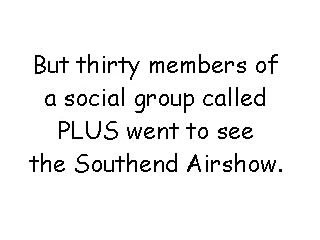 But thirty members of
a social group called
PLUS went to see
the Southend Airshow.